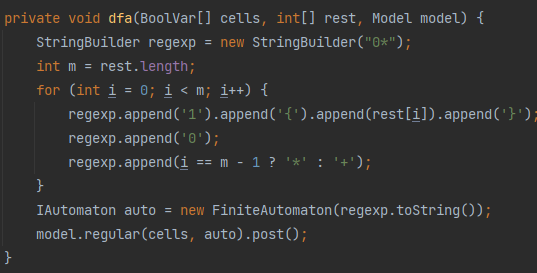 private void dfa(BoolVar[] cells, int[] rest, Model model) {
    StringBuilder regexp = new StringBuilder("0*");
    int m = rest.length;
    for (int i = 0; i < m; i++) {
        regexp.append('1').append('{').append(rest[i]).append('}');
        regexp.append('0');
        regexp.append(i == m - 1 ? '*' : '+');
    }
    IAutomaton auto = new FiniteAutomaton(regexp.toString());
    model.regular(cells, auto).post();
}